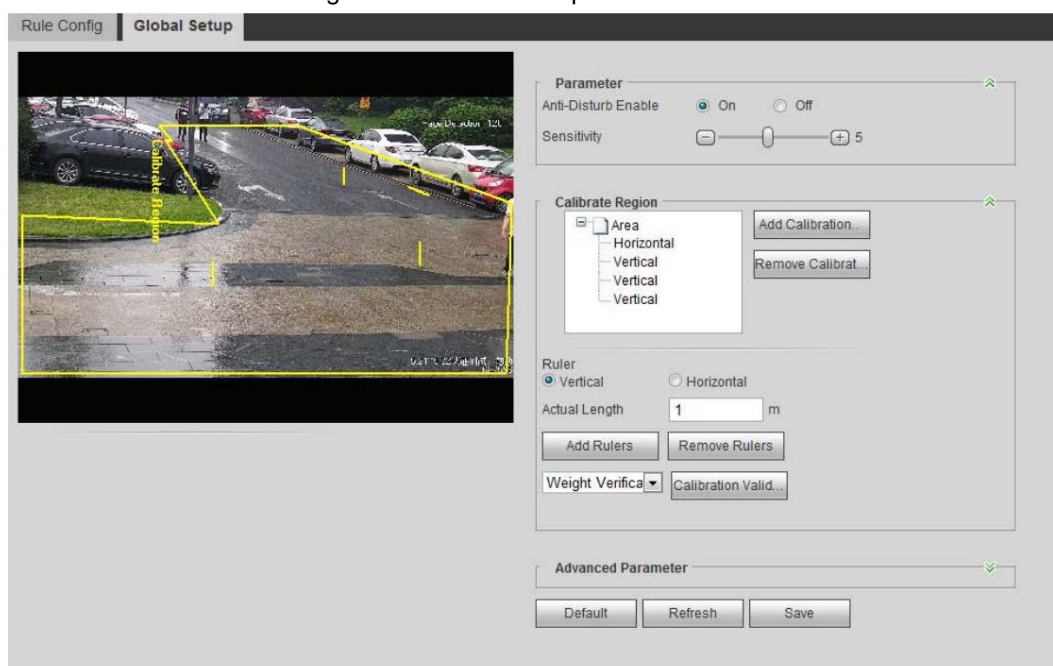 Rule Config Global Setup
Calibrate Region
Parameter
Anti-Disturb Enable On Off
Sensitivity 5
Calibrate Region
Area
Horizontal
Vertical
Vertical
Vertical
Add Calibration..
Remove Calibrat...
Ruler
Vertical Horizontal
Actual Length 1 m
Add Rulers Remove Rulers
Weight Verifica Calibration Valid...
Advanced Parameter
Default Refresh Save